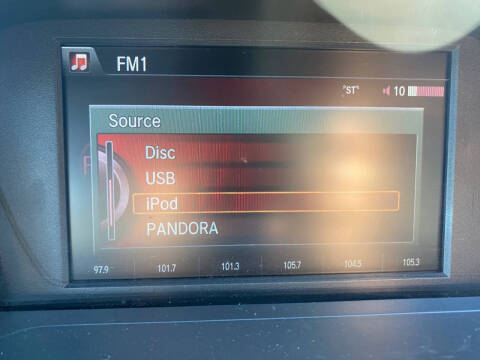 FM1
"ST" 10
Source
Disc
USB
iPod
PANDORA
97.9 101.7 101.3 105.7 104.5 105.3